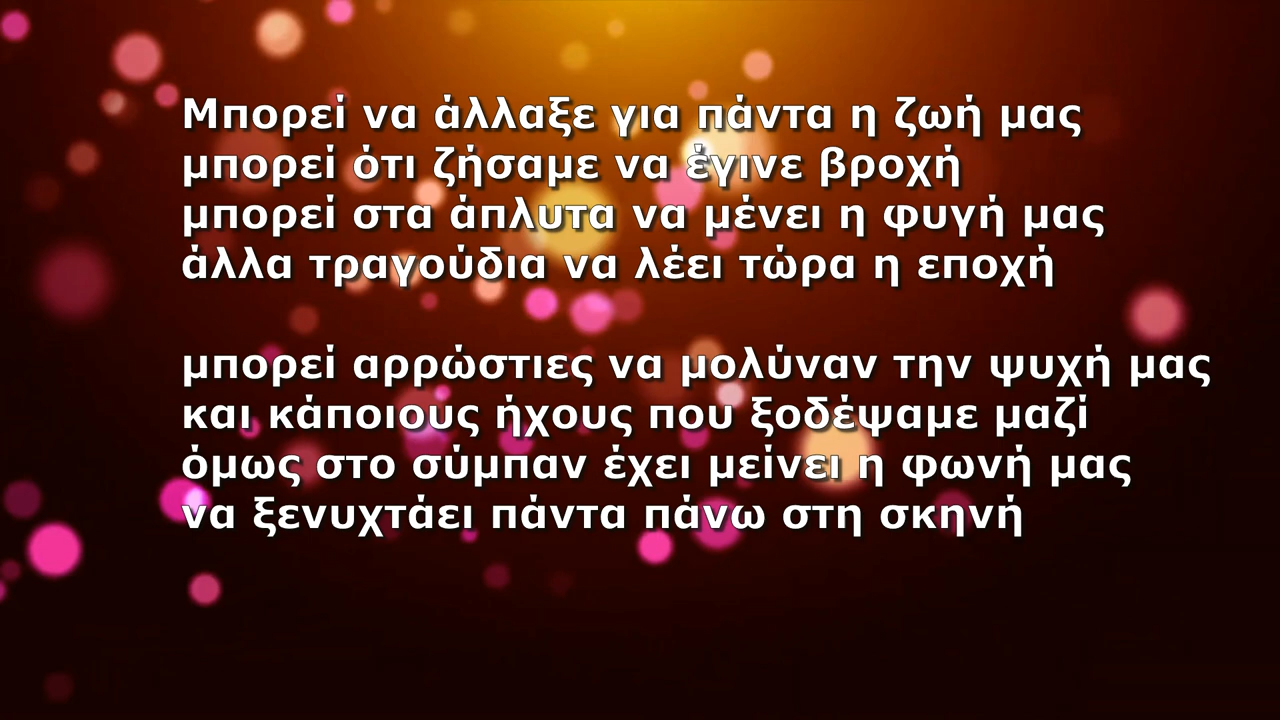 Μπορεί να άλλαξε για πάντα η ζωή μας
μπορεί ότι ζήσαμε να έγινε βροχή
μπορεί στα άπλυτα να μένει η φυγή μας
άλλα τραγούδια να λέει τώρα η εποχή

μπορεί αρρώστιες να μολύναν την ψυχή μας
και κάποιους ήχους που ξοδέψαμε μαζί
όμως στο σύμπαν έχει μείνει η φωνή μας
να ξενυχτάει πάντα πάνω στη σκηνή